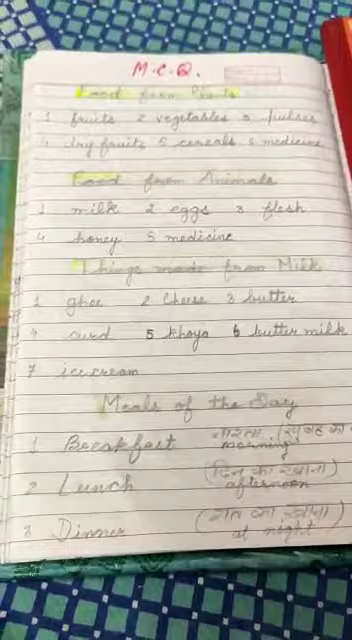 M.C.Q.
Food from Plants
1 fruits 2 vegetables 3 pulses
4 dry fruits 5 cereals 6 medicine
Food from Animals
1 milk 2 eggs 3 flesh
4 honey 5 medicine
Things made from Milk
1 ghee 2 Cheese 3 butter
4 curd 5 khoya 6 butter milk
7 icecream
Meals of the Day
1 Breakfast नाश्ता (सुबह का
morning
2 Lunch (दिन का खाना)
afternoon
3 Dinner (रात का खाना)
at night